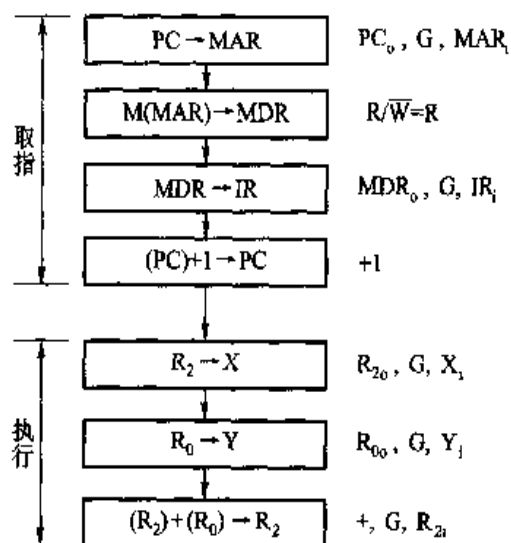 PC→MAR PC₀, G, MARᵢ
M(MAR)→MDR R/W̅=R
取指
MDR→IR MDR₀, G, IRᵢ
(PC)+1→PC +1
R₂→X R₂₀, G, Xᵢ
执行
R₀→Y R₀₀, G, Yᵢ
(R₂)+(R₀)→R₂ +, G, R₂ᵢ